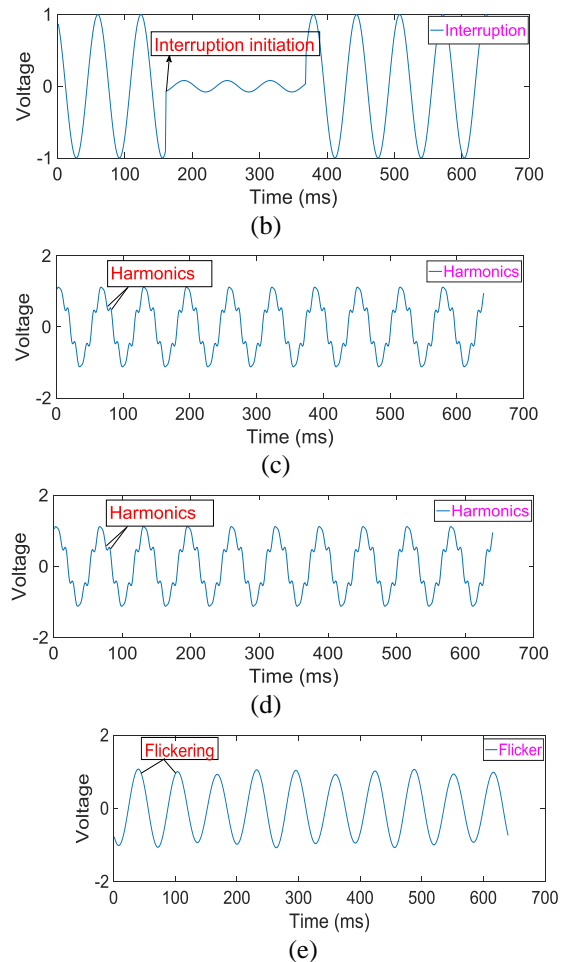 1
Interruption initiation
Interruption
Voltage
0
-1
0 100 200 300 400 500 600 700
Time (ms)
(b)
2
Harmonics
Harmonics
Voltage
0
-2
0 100 200 300 400 500 600 700
Time (ms)
(c)
2
Harmonics
Harmonics
Voltage
0
-2
0 100 200 300 400 500 600 700
Time (ms)
(d)
2
Flickering
Flicker
Voltage
0
-2
0 100 200 300 400 500 600 700
Time (ms)
(e)